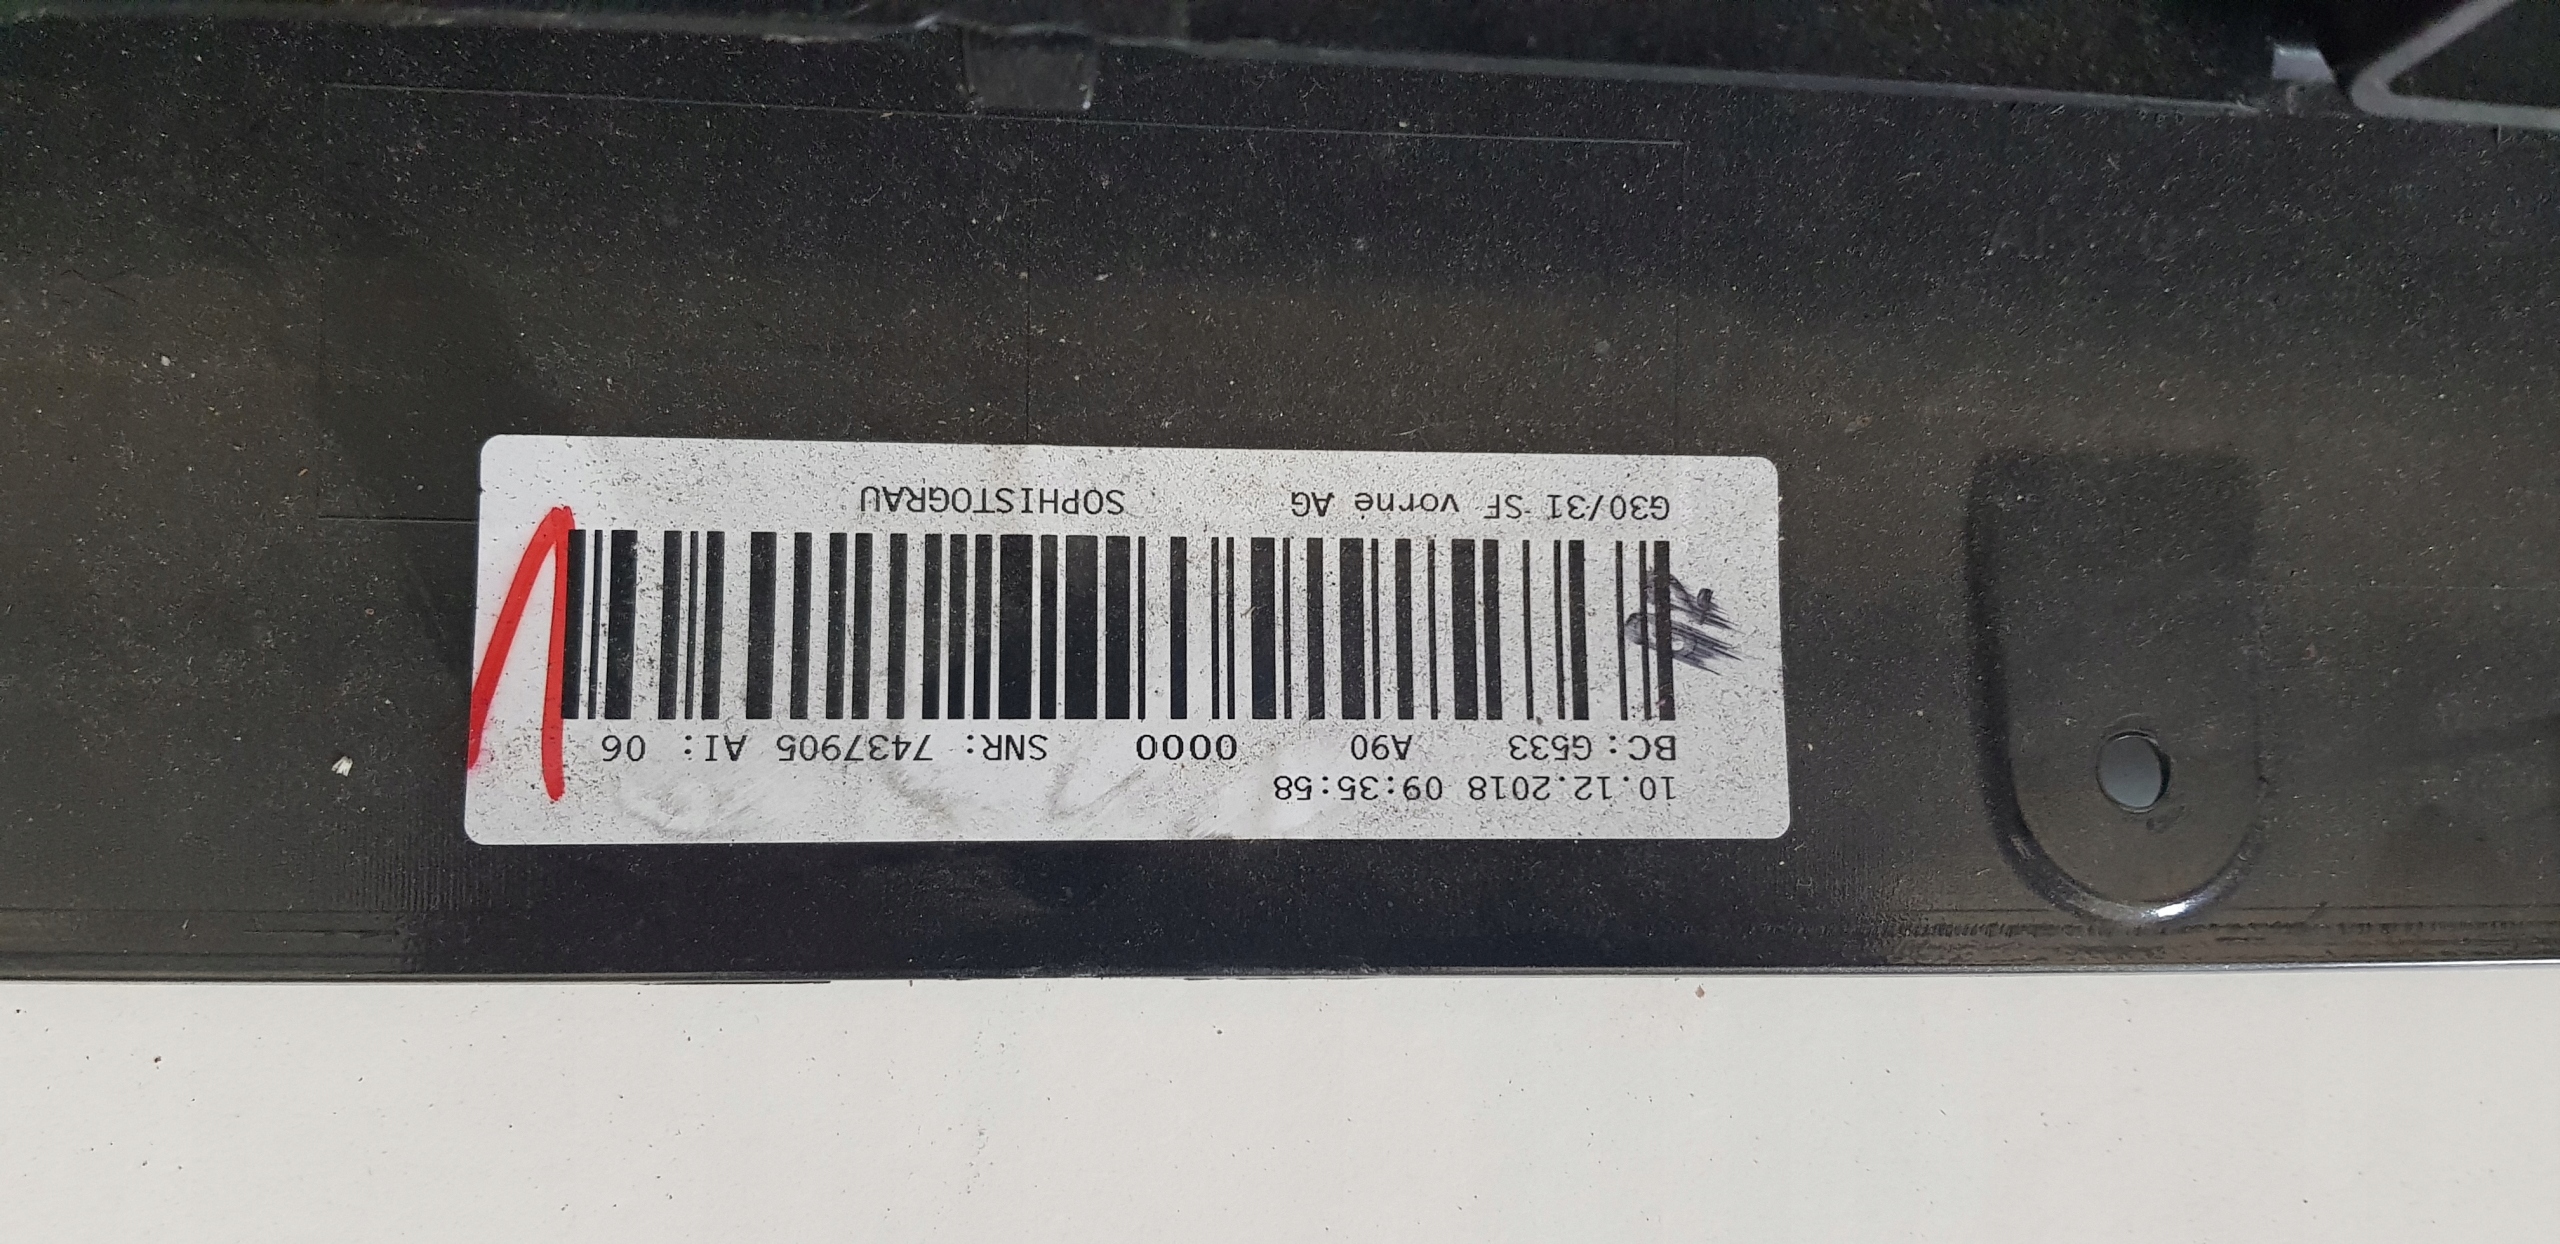 10.12.2018 09:35:58
BC: G533 A90 0000 SNR: 7437905 AI: 06
G30/31 SF vorne AG SOPHISTOGRAU